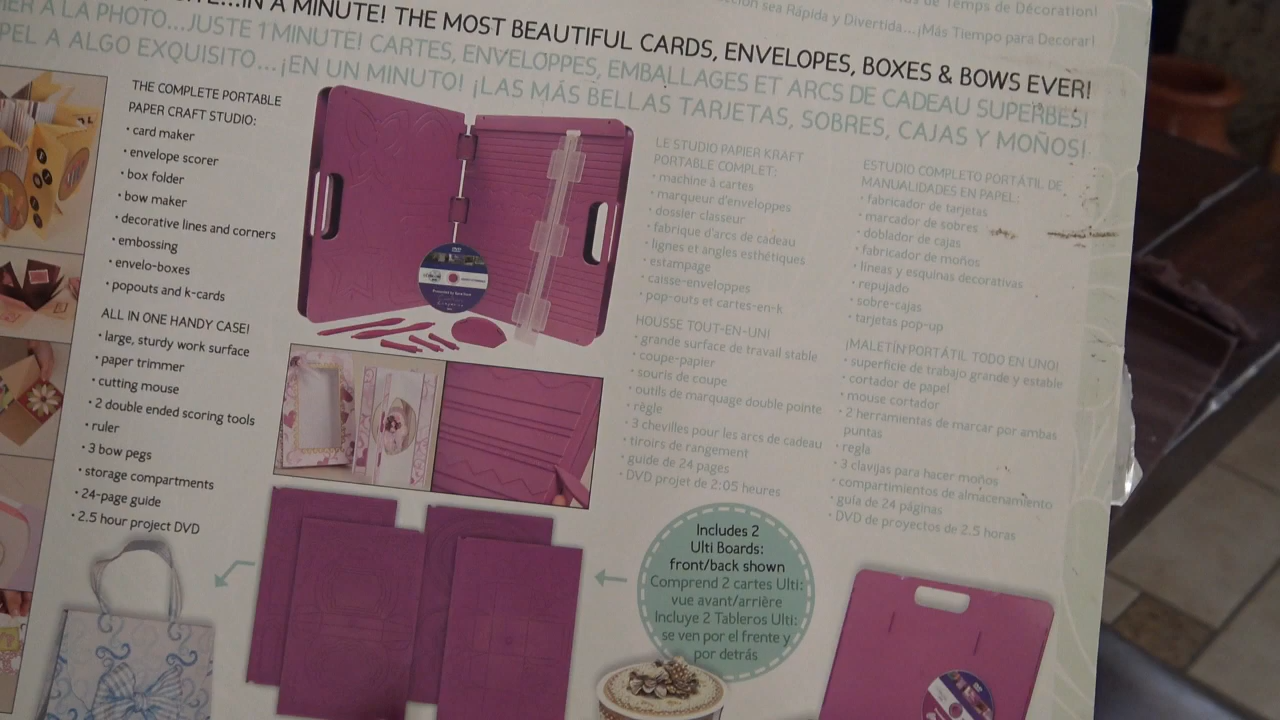 de Temps de Décoration!
sea Rápida y Divertida...¡Más Tiempo para Decorar!
...IN A MINUTE! THE MOST BEAUTIFUL CARDS, ENVELOPES, BOXES & BOWS EVER!
À LA PHOTO...JUSTE 1 MINUTE! CARTES, ENVELOPPES, EMBALLAGES ET ARCS DE CADEAU SUPERBES!
A ALGO EXQUISITO...¡EN UN MINUTO! ¡LAS MÁS BELLAS TARJETAS, SOBRES, CAJAS Y MOÑOS!
THE COMPLETE PORTABLE
PAPER CRAFT STUDIO:
• card maker
• envelope scorer
• box folder
• bow maker
• decorative lines and corners
• embossing
• envelo-boxes
• popouts and k-cards
ALL IN ONE HANDY CASE!
• large, sturdy work surface
• paper trimmer
• cutting mouse
• 2 double ended scoring tools
• ruler
• 3 bow pegs
• storage compartments
• 24-page guide
• 2.5 hour project DVD
LE STUDIO PAPIER KRAFT
PORTABLE COMPLET:
• machine à cartes
• marqueur d'enveloppes
• dossier classeur
• fabrique d'arcs de cadeau
• lignes et angles esthétiques
• estampage
• caisse-enveloppes
• pop-outs et cartes-en-k
HOUSSE TOUT-EN-UN!
• grande surface de travail stable
• coupe-papier
• souris de coupe
• outils de marquage double pointe
• règle
• 3 chevilles pour les arcs de cadeau
• tiroirs de rangement
• guide de 24 pages
• DVD projet de 2:05 heures
ESTUDIO COMPLETO PORTÁTIL DE
MANUALIDADES EN PAPEL:
• fabricador de tarjetas
• marcador de sobres
• doblador de cajas
• fabricador de moños
• líneas y esquinas decorativas
• repujado
• sobre-cajas
• tarjetas pop-up
¡MALETÍN PORTÁTIL TODO EN UNO!
• superficie de trabajo grande y estable
• cortador de papel
• mouse cortador
• 2 herramientas de marcar por ambas
puntas
• regla
• 3 clavijas para hacer moños
• compartimientos de almacenamiento
• guía de 24 páginas
• DVD de proyectos de 2.5 horas
Includes 2
Ulti Boards:
front/back shown
Comprend 2 cartes Ulti:
vue avant/arrière
Incluye 2 Tableros Ulti:
se ven por el frente y
por detrás